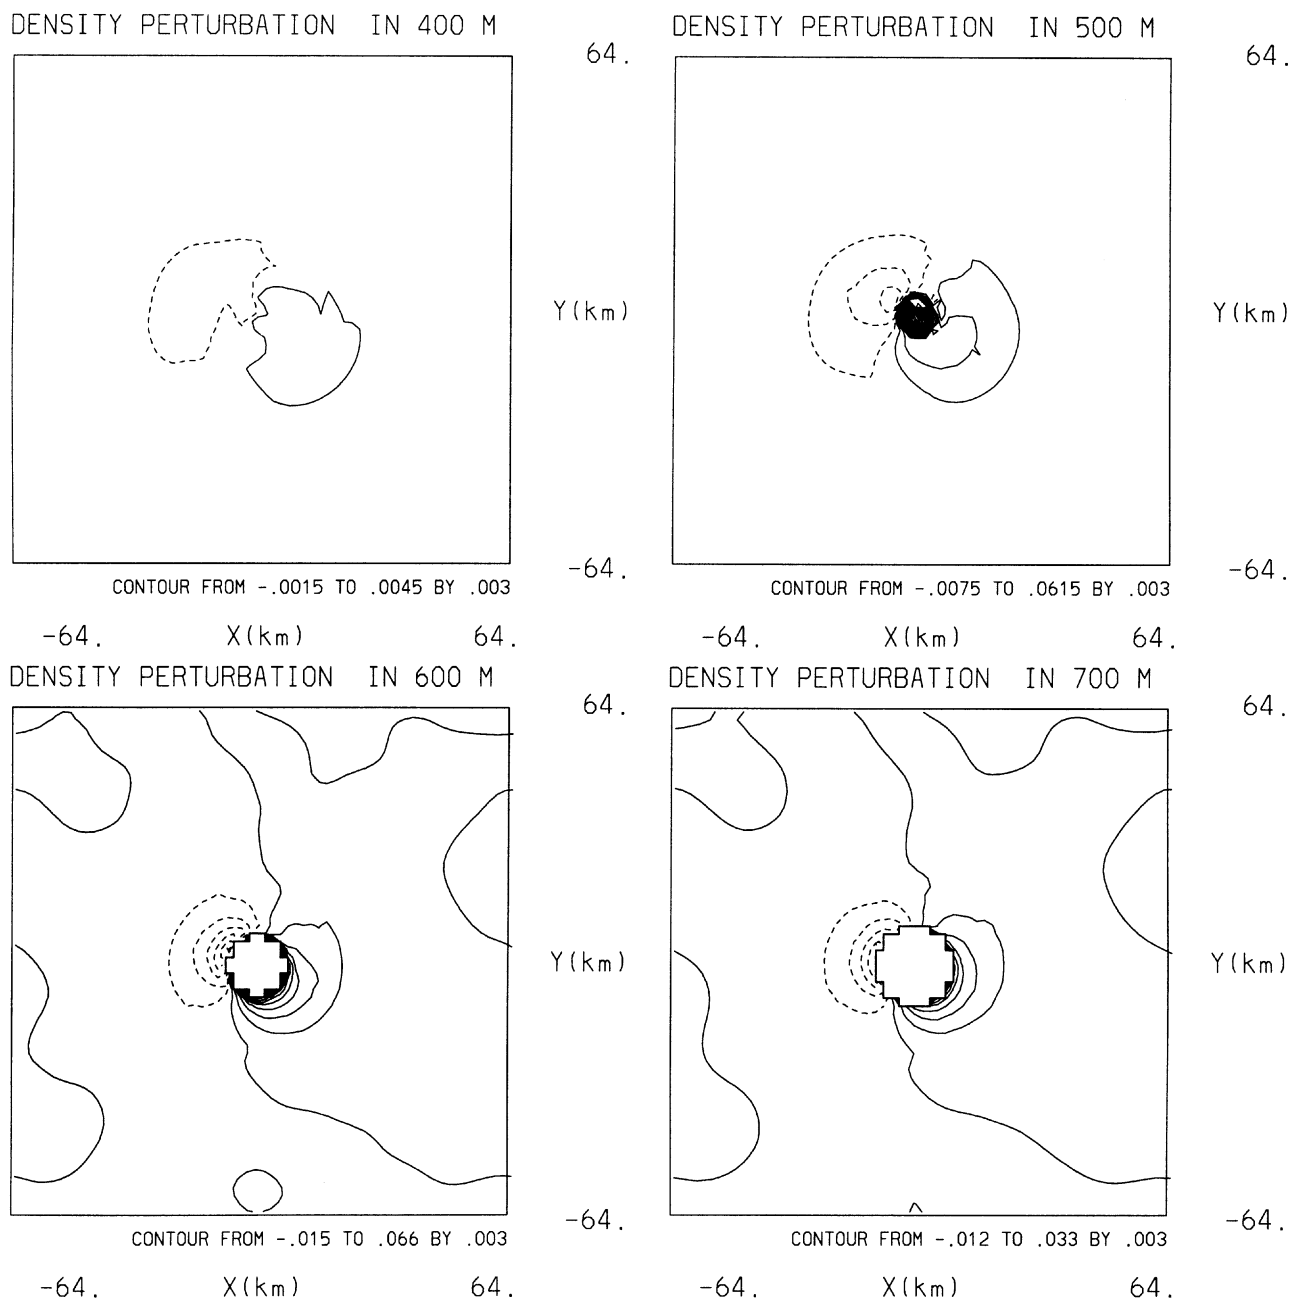 DENSITY PERTURBATION IN 400 M
64.
Y(km)
-64.
CONTOUR FROM -.0015 TO .0045 BY .003
-64. X(km) 64.
DENSITY PERTURBATION IN 500 M
64.
Y(km)
-64.
CONTOUR FROM -.0075 TO .0615 BY .003
-64. X(km) 64.
DENSITY PERTURBATION IN 600 M
64.
Y(km)
-64.
CONTOUR FROM -.015 TO .066 BY .003
-64. X(km) 64.
DENSITY PERTURBATION IN 700 M
64.
Y(km)
-64.
CONTOUR FROM -.012 TO .033 BY .003
-64. X(km) 64.